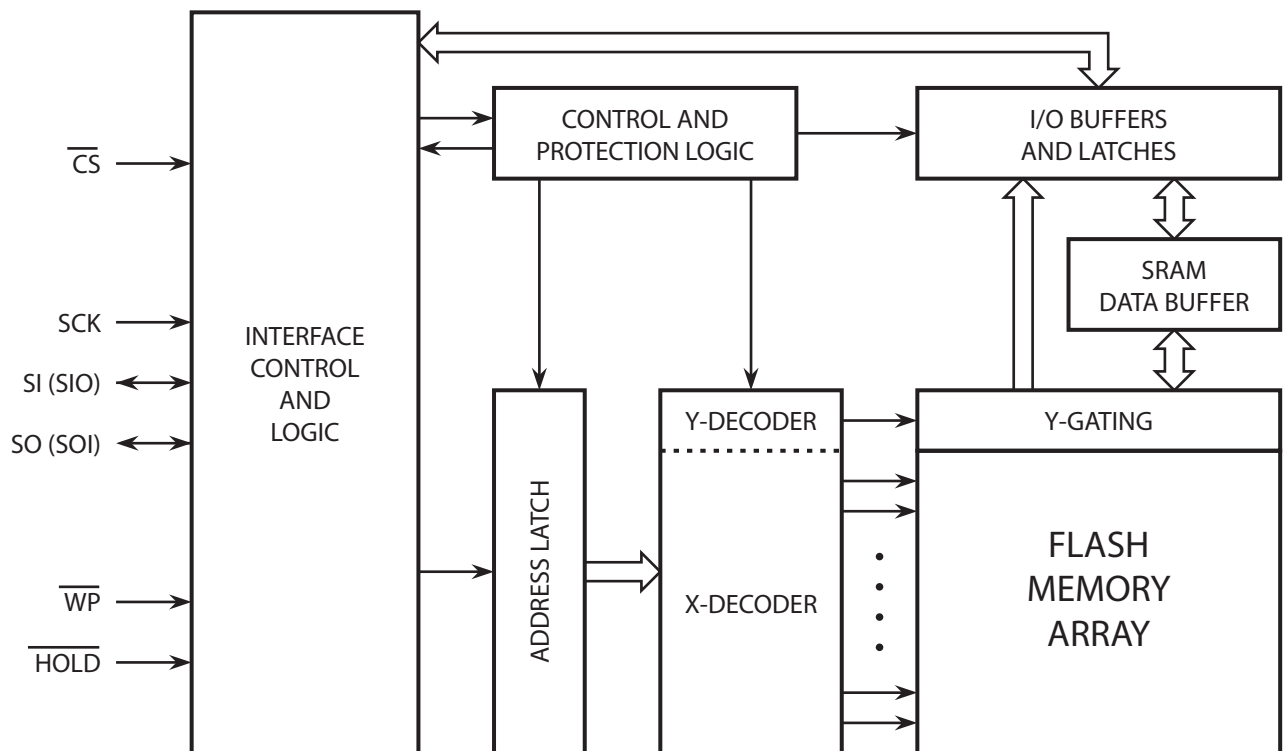 CONTROL AND
PROTECTION LOGIC
I/O BUFFERS
AND LATCHES
CS
SRAM
DATA BUFFER
SCK
INTERFACE
CONTROL
AND
LOGIC
SI (SIO)
SO (SOI)
Y-DECODER
Y-GATING
ADDRESS LATCH
X-DECODER
FLASH
MEMORY
ARRAY
WP
HOLD